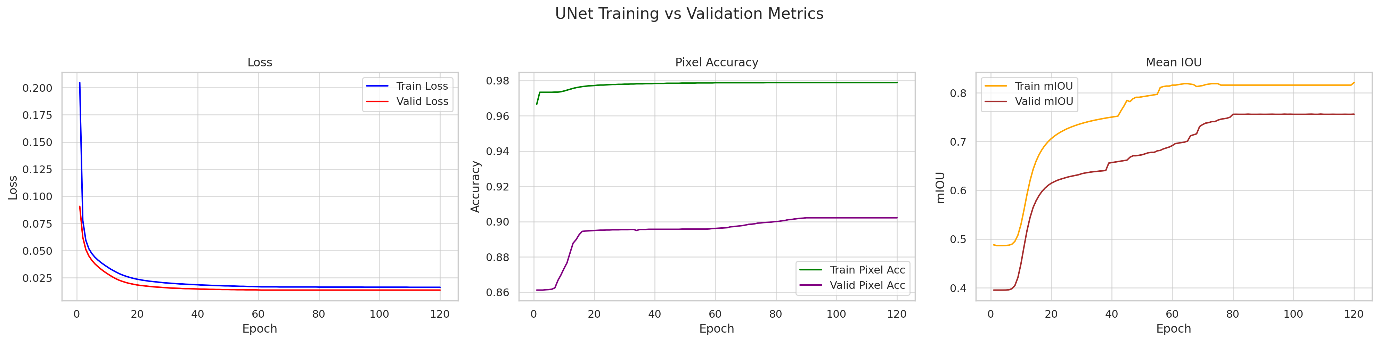 UNet Training vs Validation Metrics
Loss
Train Loss
Valid Loss
0.200
0.175
0.150
0.125
0.100
0.075
0.050
0.025
Loss
0 20 40 60 80 100 120
Epoch
Pixel Accuracy
0.98
0.96
0.94
0.92
0.90
0.88
0.86
Accuracy
Train Pixel Acc
Valid Pixel Acc
0 20 40 60 80 100 120
Epoch
Mean IOU
Train mIOU
Valid mIOU
0.8
0.7
0.6
0.5
0.4
mIOU
0 20 40 60 80 100 120
Epoch